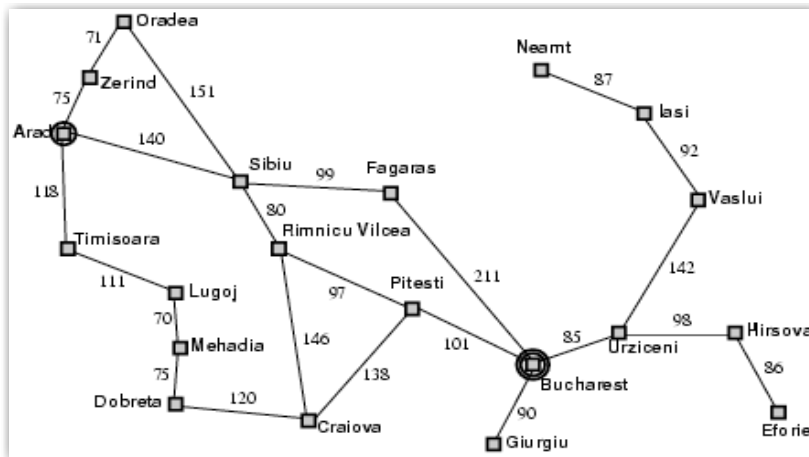 Oradea
71
Neamt
Zerind
87
151
75
Iasi
Arad
140
92
Sibiu
Fagaras
99
118
Vaslui
80
Timisoara
Rimnicu Vilcea
142
111
Pitesti
211
Lugoj
97
70
98
Hirsova
85
Mehadia
146
101
Urziceni
138
86
75
Bucharest
120
Dobreta
90
Craiova
Eforie
Giurgiu